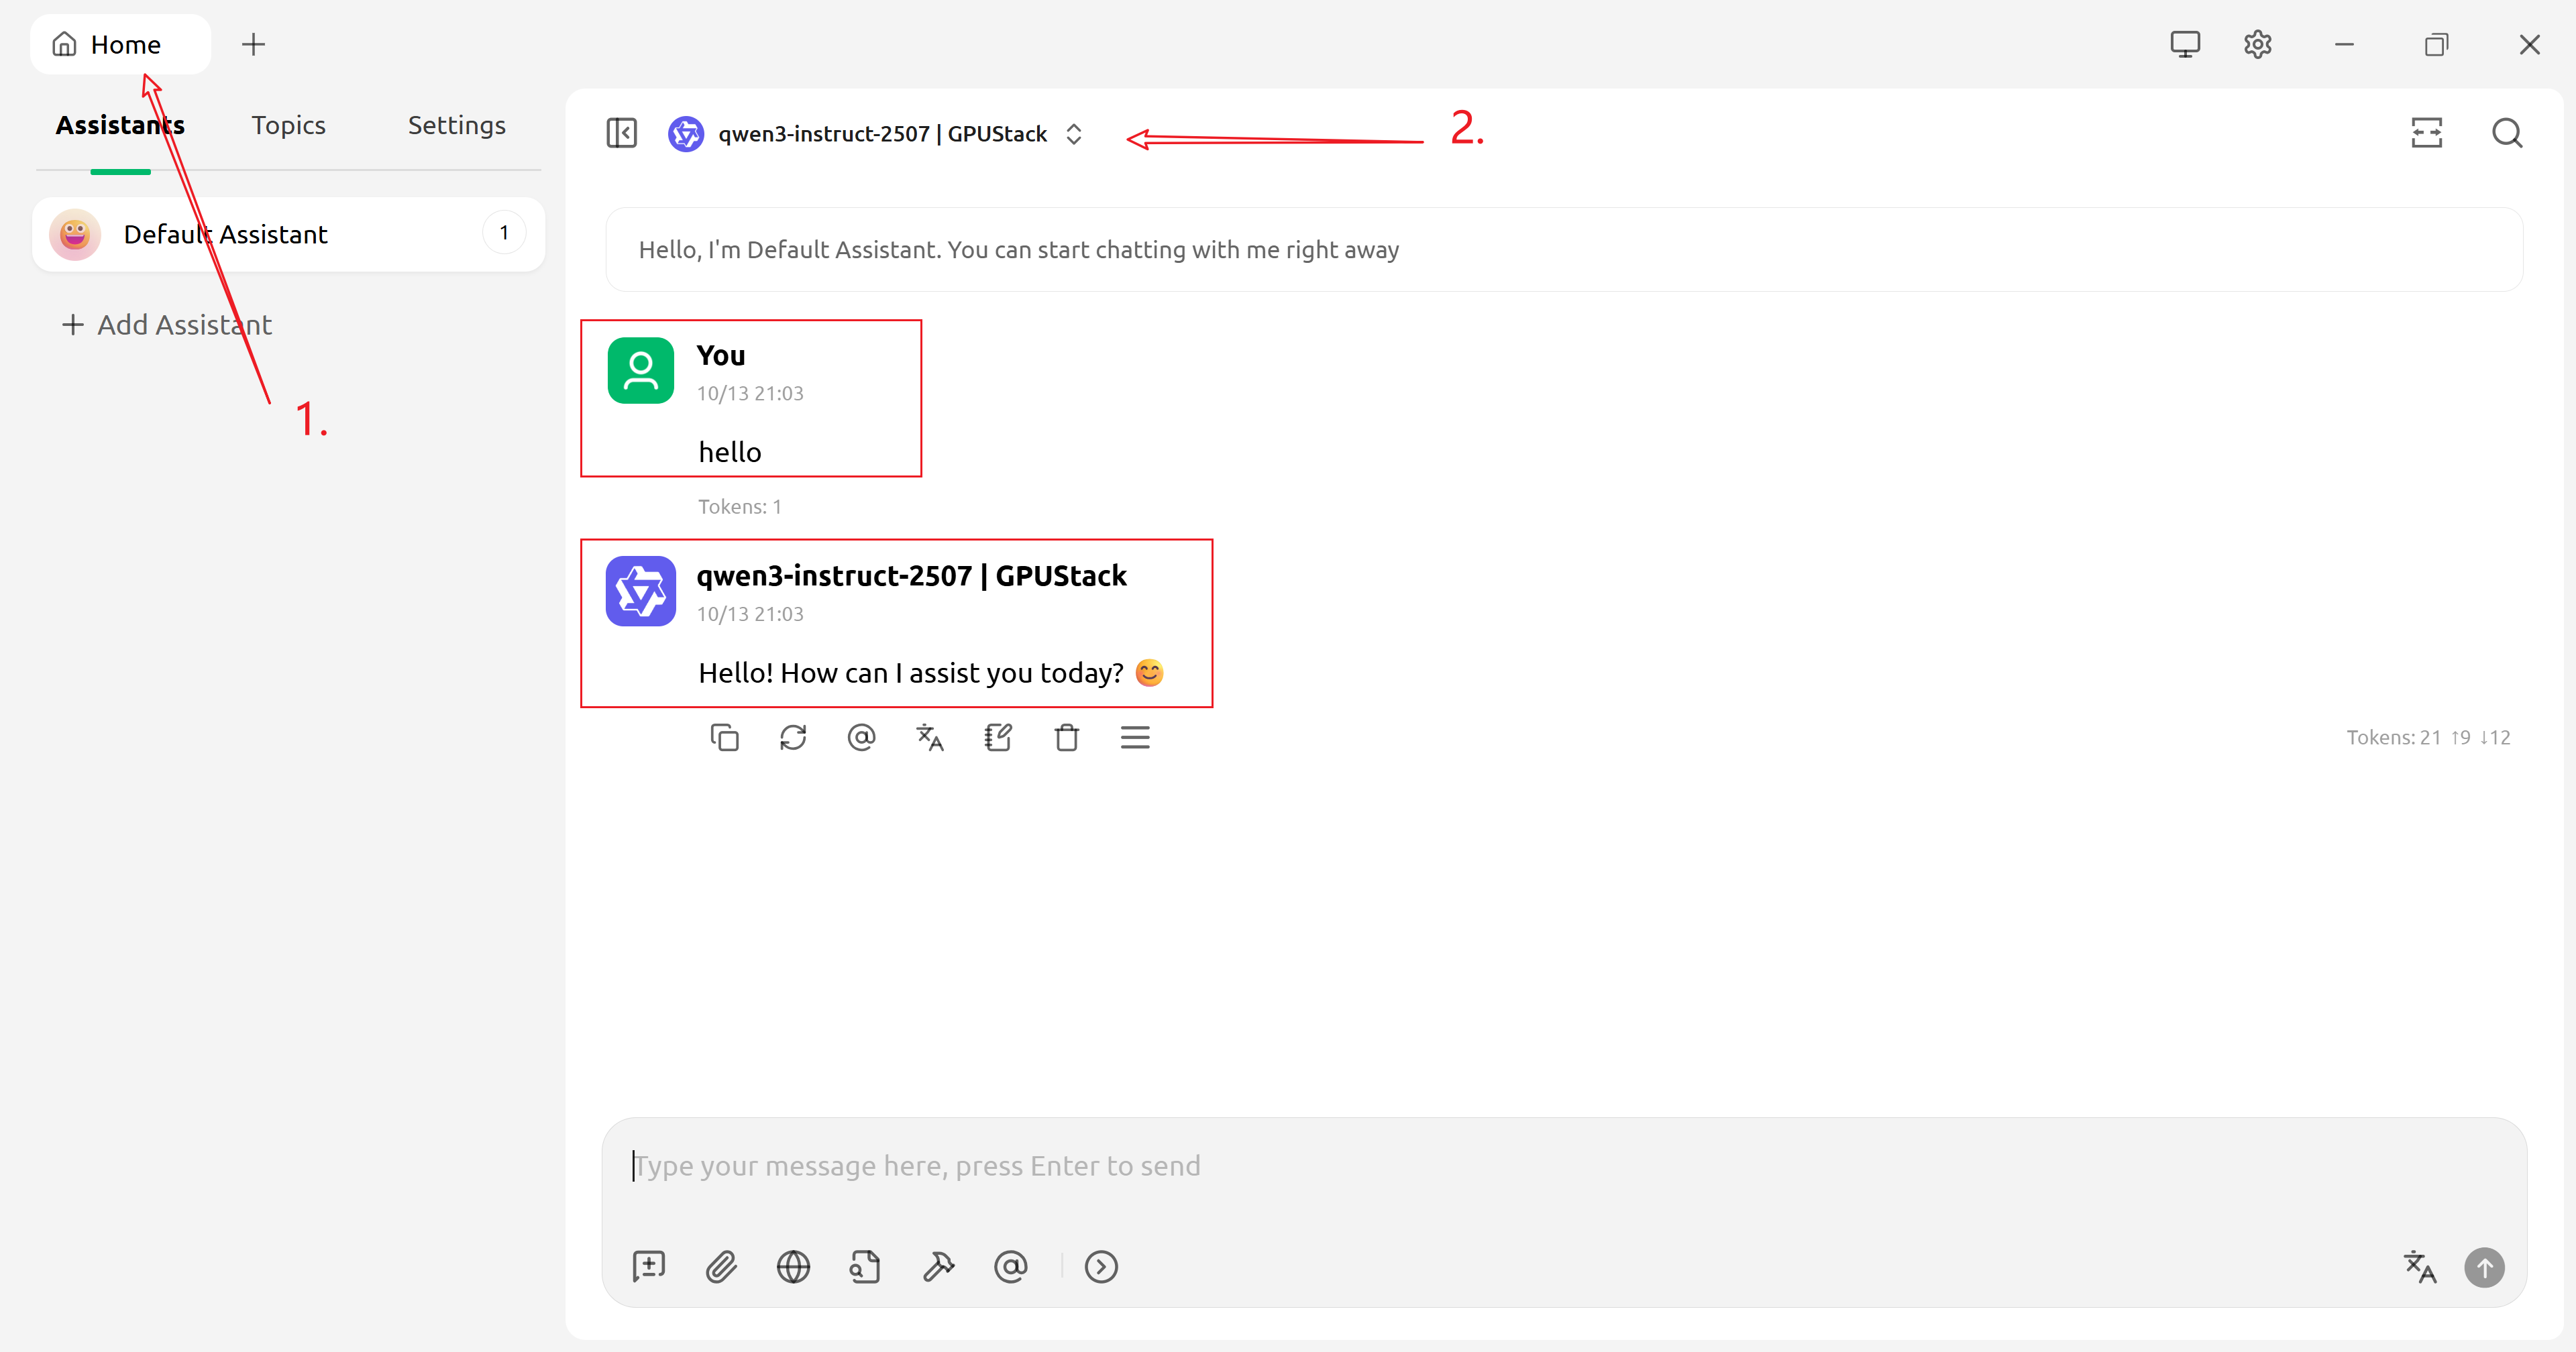 Home
Assistants Topics Settings
Default Assistant 1
Add Assistant
1.
qwen3-instruct-2507 | GPUStack
2.
Hello, I'm Default Assistant. You can start chatting with me right away
You
10/13 21:03
hello
Tokens: 1
qwen3-instruct-2507 | GPUStack
10/13 21:03
Hello! How can I assist you today? 😊
Tokens: 21 ↑9 ↓12
Type your message here, press Enter to send